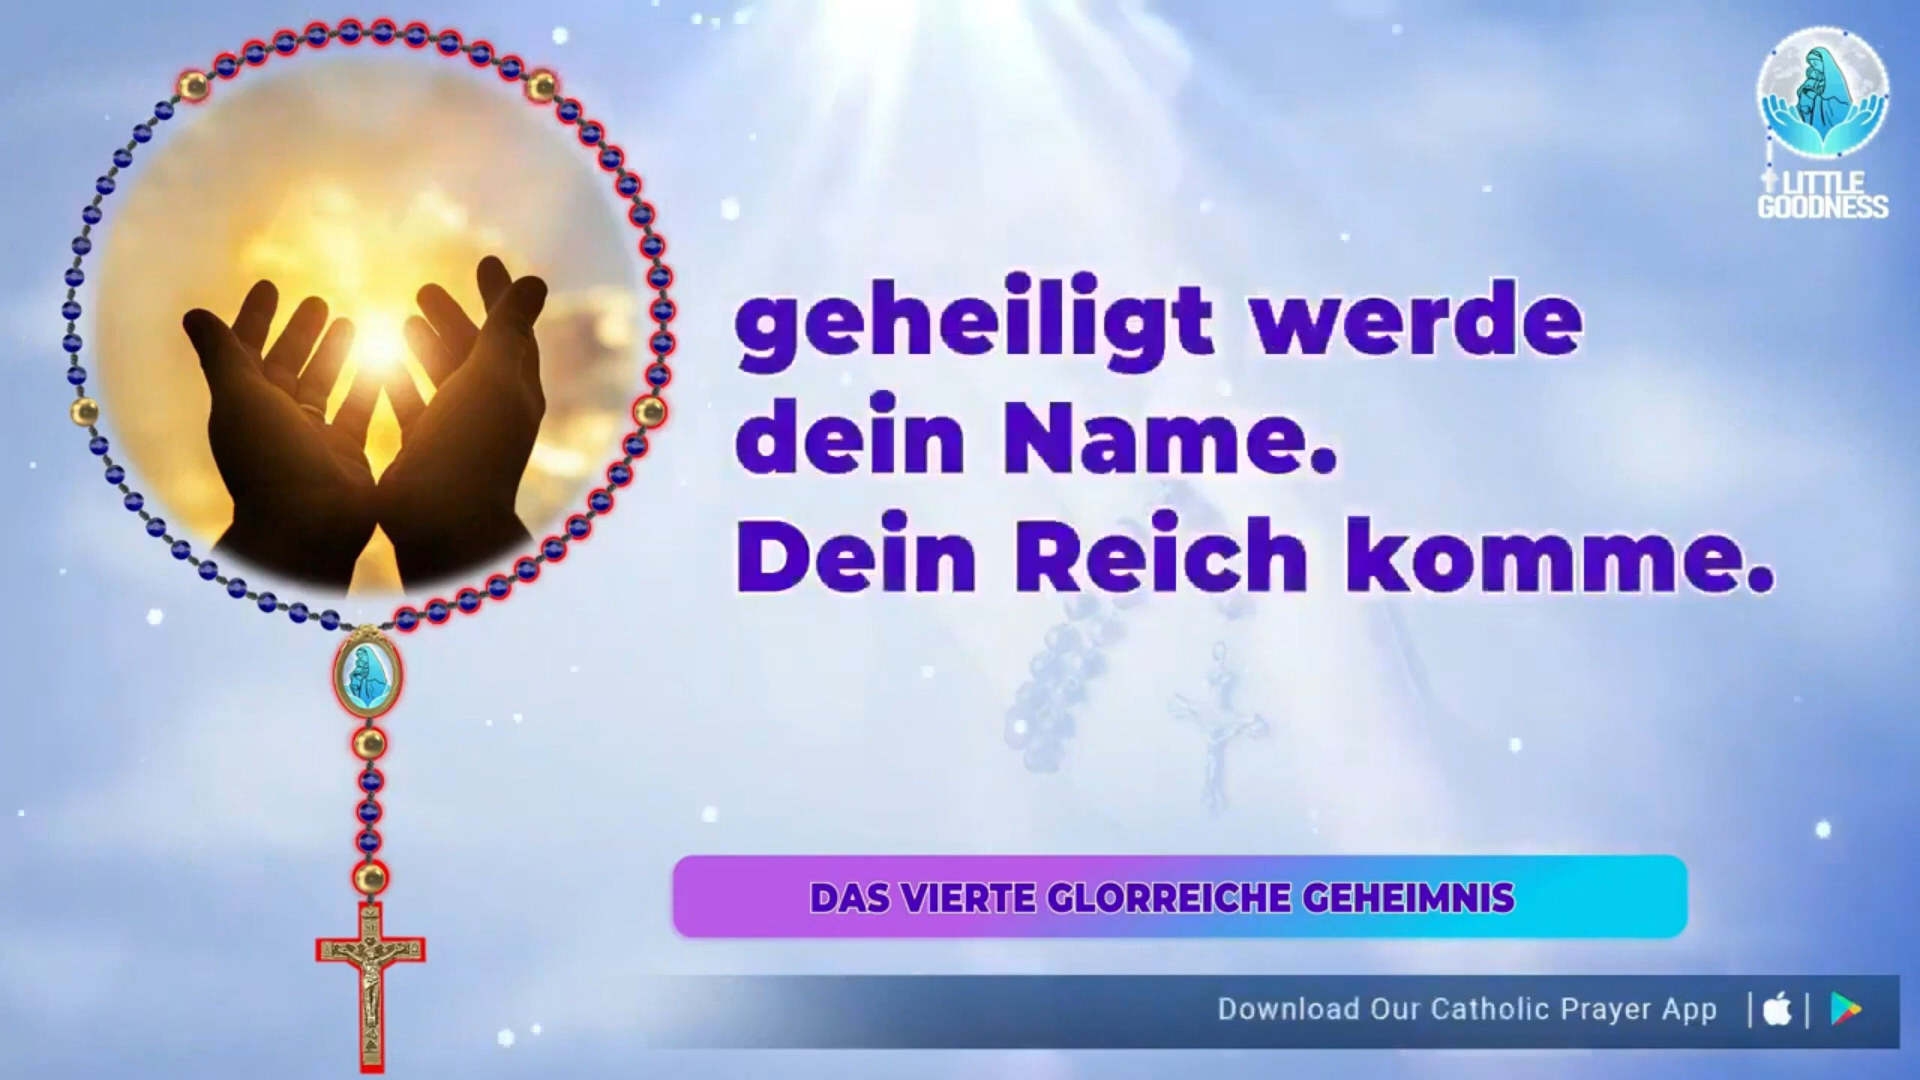 LITTLE
GOODNESS
geheiligt werde
dein Name.
Dein Reich komme.
DAS VIERTE GLORREICHE GEHEIMNIS
Download Our Catholic Prayer App